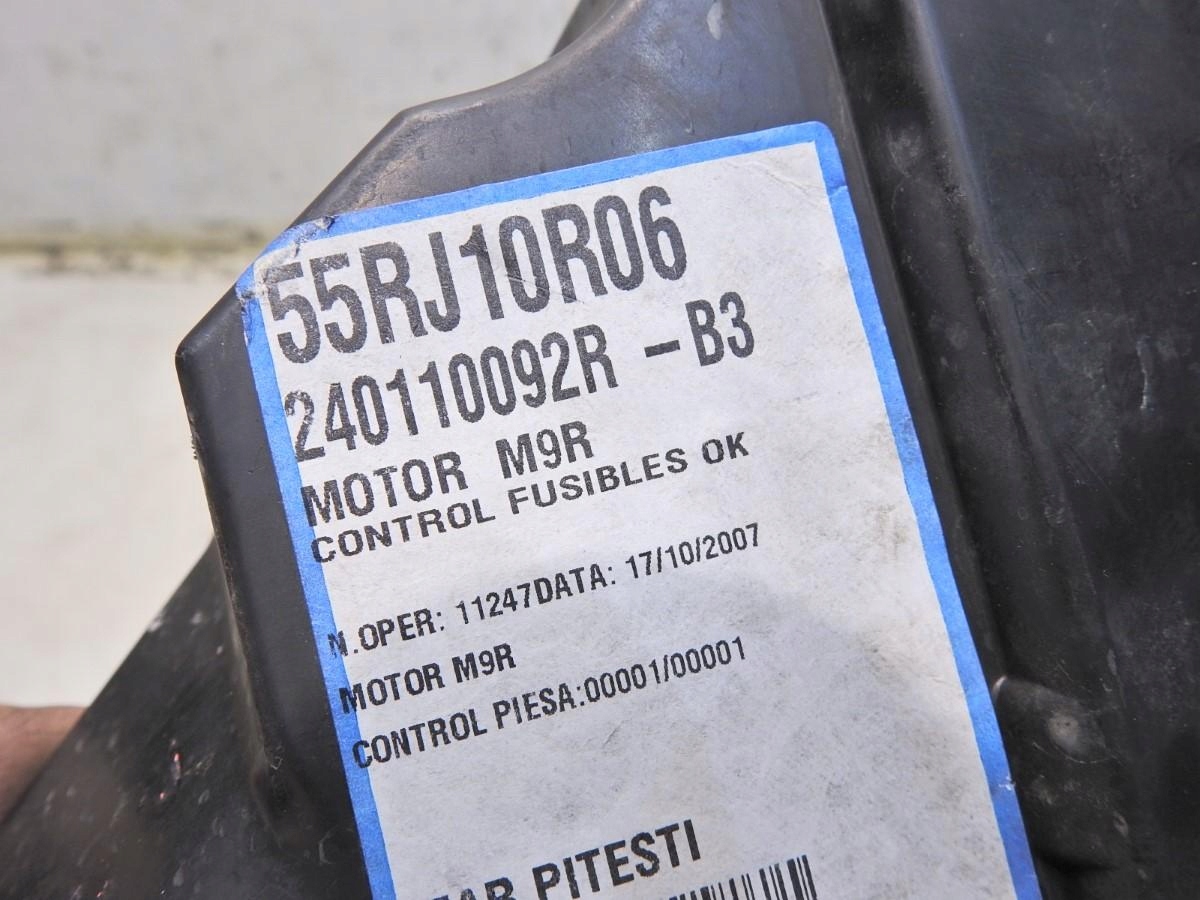 55RJ10R06
240110092R -B3
MOTOR M9R
CONTROL FUSIBLES OK
N.OPER: 11247DATA: 17/10/2007
MOTOR M9R
CONTROL PIESA:00001/00001
PITESTI